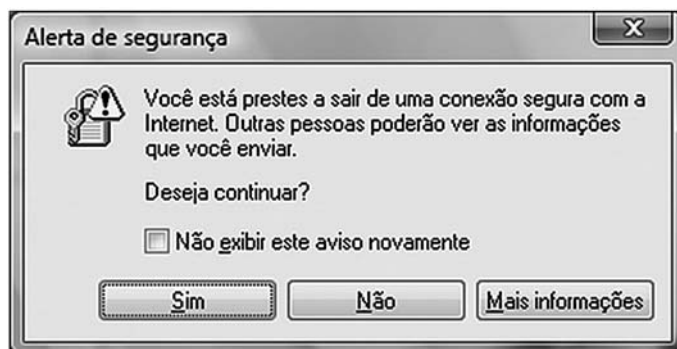 Alerta de segurança
Você está prestes a sair de uma conexão segura com a
Internet. Outras pessoas poderão ver as informações
que você enviar.
Deseja continuar?
Não exibir este aviso novamente
Sim Não Mais informações